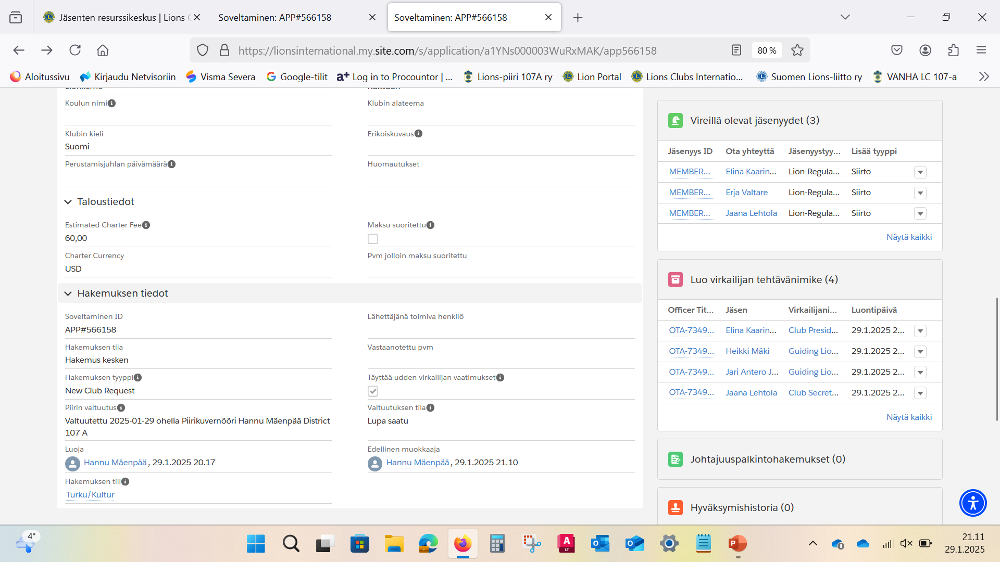 Jäsenten resurssikeskus | Lions
Soveltaminen: APP#566158
Soveltaminen: APP#566158
https://lionsinternational.my.site.com/s/application/a1YNs000003WuRxMAK/app566158
80 %
Aloitussivu
Kirjaudu Netvisoriin
Visma Severa
Google-tilit
Log in to Procountor | ...
Lions-piiri 107A ry
Lion Portal
Lions Clubs Internatio...
Suomen Lions-liitto ry
VANHA LC 107-a
Koulun nimi
Klubin alateema
Klubin kieli
Suomi
Erikoiskuvaus
Perustamisjuhlan päivämäärä
Huomautukset
Taloustiedot
Estimated Charter Fee
60,00
Maksu suoritettu
Charter Currency
USD
Pvm jolloin maksu suoritettu
Hakemuksen tiedot
Soveltaminen ID
APP#566158
Lähettäjänä toimiva henkilö
Hakemuksen tila
Hakemus kesken
Vastaanotettu pvm
Hakemuksen tyyppi
New Club Request
Täyttää udden virkailijan vaatimukset
Piirin valtuutus
Valtuutettu 2025-01-29 ohella Piirikuvernööri Hannu Mäenpää District
107 A
Valtuutuksen tila
Lupa saatu
Luoja
Hannu Mäenpää, 29.1.2025 20.17
Edellinen muokkaaja
Hannu Mäenpää, 29.1.2025 21.10
Hakemuksen tili
Turku/Kultur
Vireillä olevat jäsenyydet (3)
Jäsenyys ID Ota yhteyttä Jäsenyystyy... Lisää tyyppi
MEMBER... Elina Kaarin... Lion-Regula... Siirto
MEMBER... Erja Valtare Lion-Regula... Siirto
MEMBER... Jaana Lehtola Lion-Regula... Siirto
Näytä kaikki
Luo virkailijan tehtävänimike (4)
Officer Tit... Jäsen Virkailijani... Luontipäivä
OTA-7349... Elina Kaarin... Club Presid... 29.1.2025 2...
OTA-7349... Heikki Mäki Guiding Lio... 29.1.2025 2...
OTA-7349... Jari Antero J... Guiding Lio... 29.1.2025 2...
OTA-7349... Jaana Lehtola Club Secret... 29.1.2025 2...
Näytä kaikki
Johtajuuspalkintohakemukset (0)
Hyväksymishistoria (0)
4°
21.11
29.1.2025